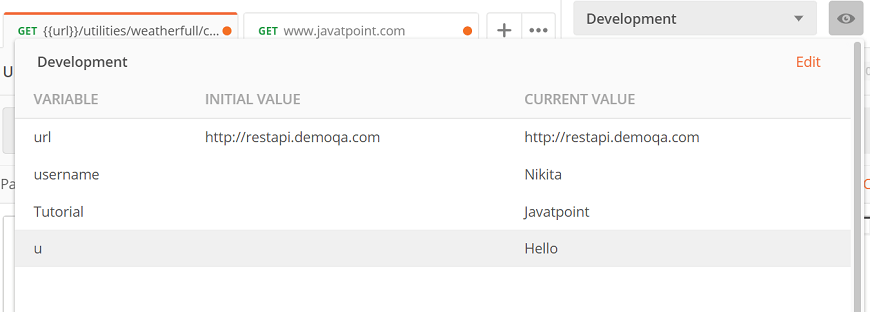 GET {{url}}/utilities/weatherfull/c... GET www.javatpoint.com + ••• Development
Development Edit
VARIABLE INITIAL VALUE CURRENT VALUE
url http://restapi.demoqa.com http://restapi.demoqa.com
username Nikita
Tutorial Javatpoint
u Hello